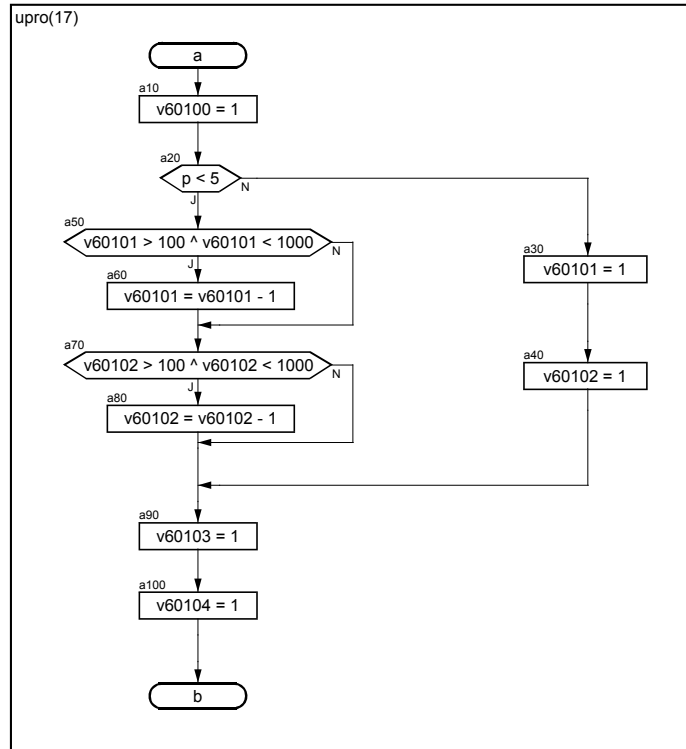 upro(17)
a
a10
v60100 = 1
a20
p < 5
N
J
a50
v60101 > 100 ^ v60101 < 1000
N
J
a30
v60101 = 1
a60
v60101 = v60101 - 1
a70
v60102 > 100 ^ v60102 < 1000
N
J
a40
v60102 = 1
a80
v60102 = v60102 - 1
a90
v60103 = 1
a100
v60104 = 1
b